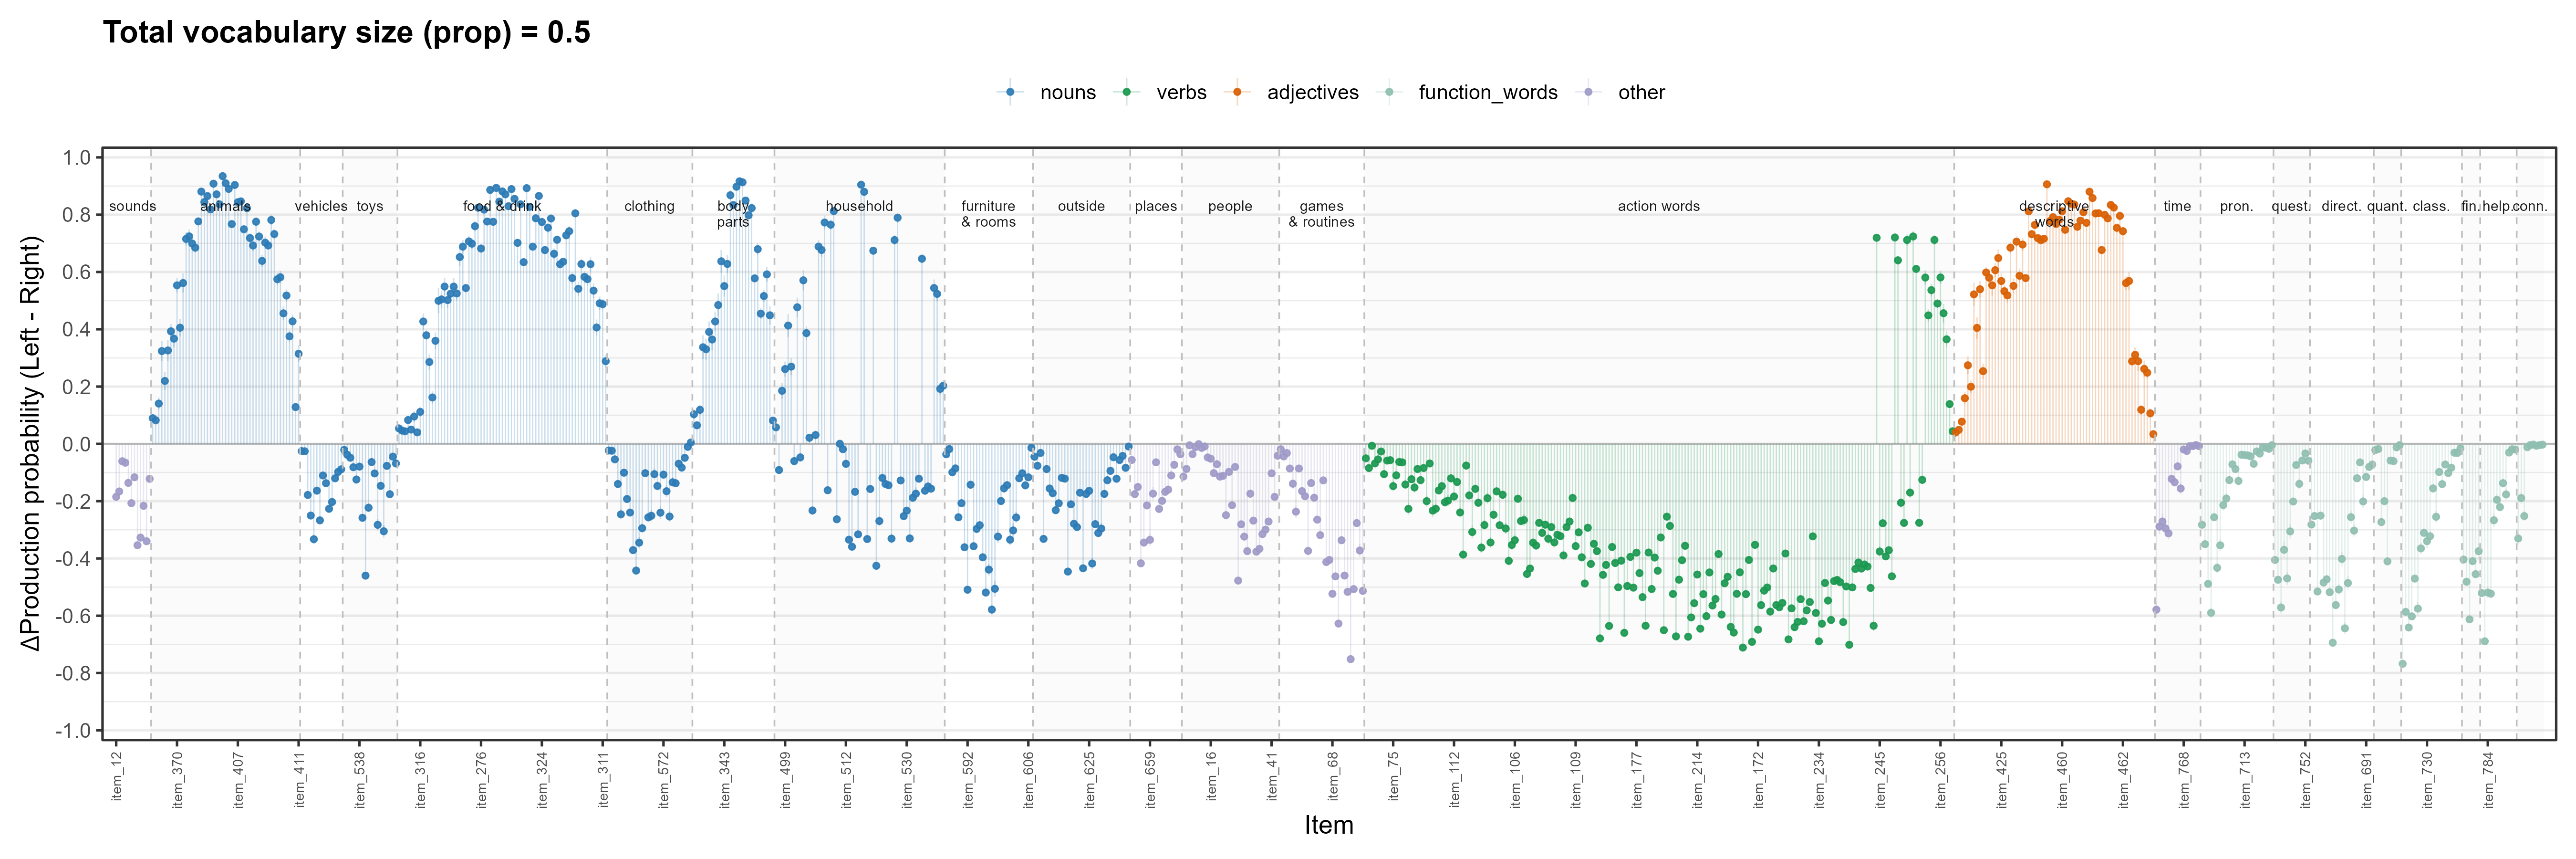 Total vocabulary size (prop) = 0.5
nouns verbs adjectives function_words other
ΔProduction probability (Left - Right)
1.0
0.8
0.6
0.4
0.2
0.0
-0.2
-0.4
-0.6
-0.8
-1.0
sounds animals vehicles toys food & drink clothing body parts household furniture & rooms outside places people games & routines action words descriptive words time pron. quest. direct. quant. class. fin. help. conn.
item_12 item_370 item_407 item_411 item_538 item_316 item_276 item_324 item_311 item_572 item_343 item_499 item_512 item_530 item_592 item_606 item_625 item_658 item_16 item_41 item_68 item_75 item_112 item_106 item_109 item_177 item_214 item_172 item_234 item_245 item_256 item_425 item_460 item_462 item_768 item_713 item_752 item_691 item_730 item_784
Item